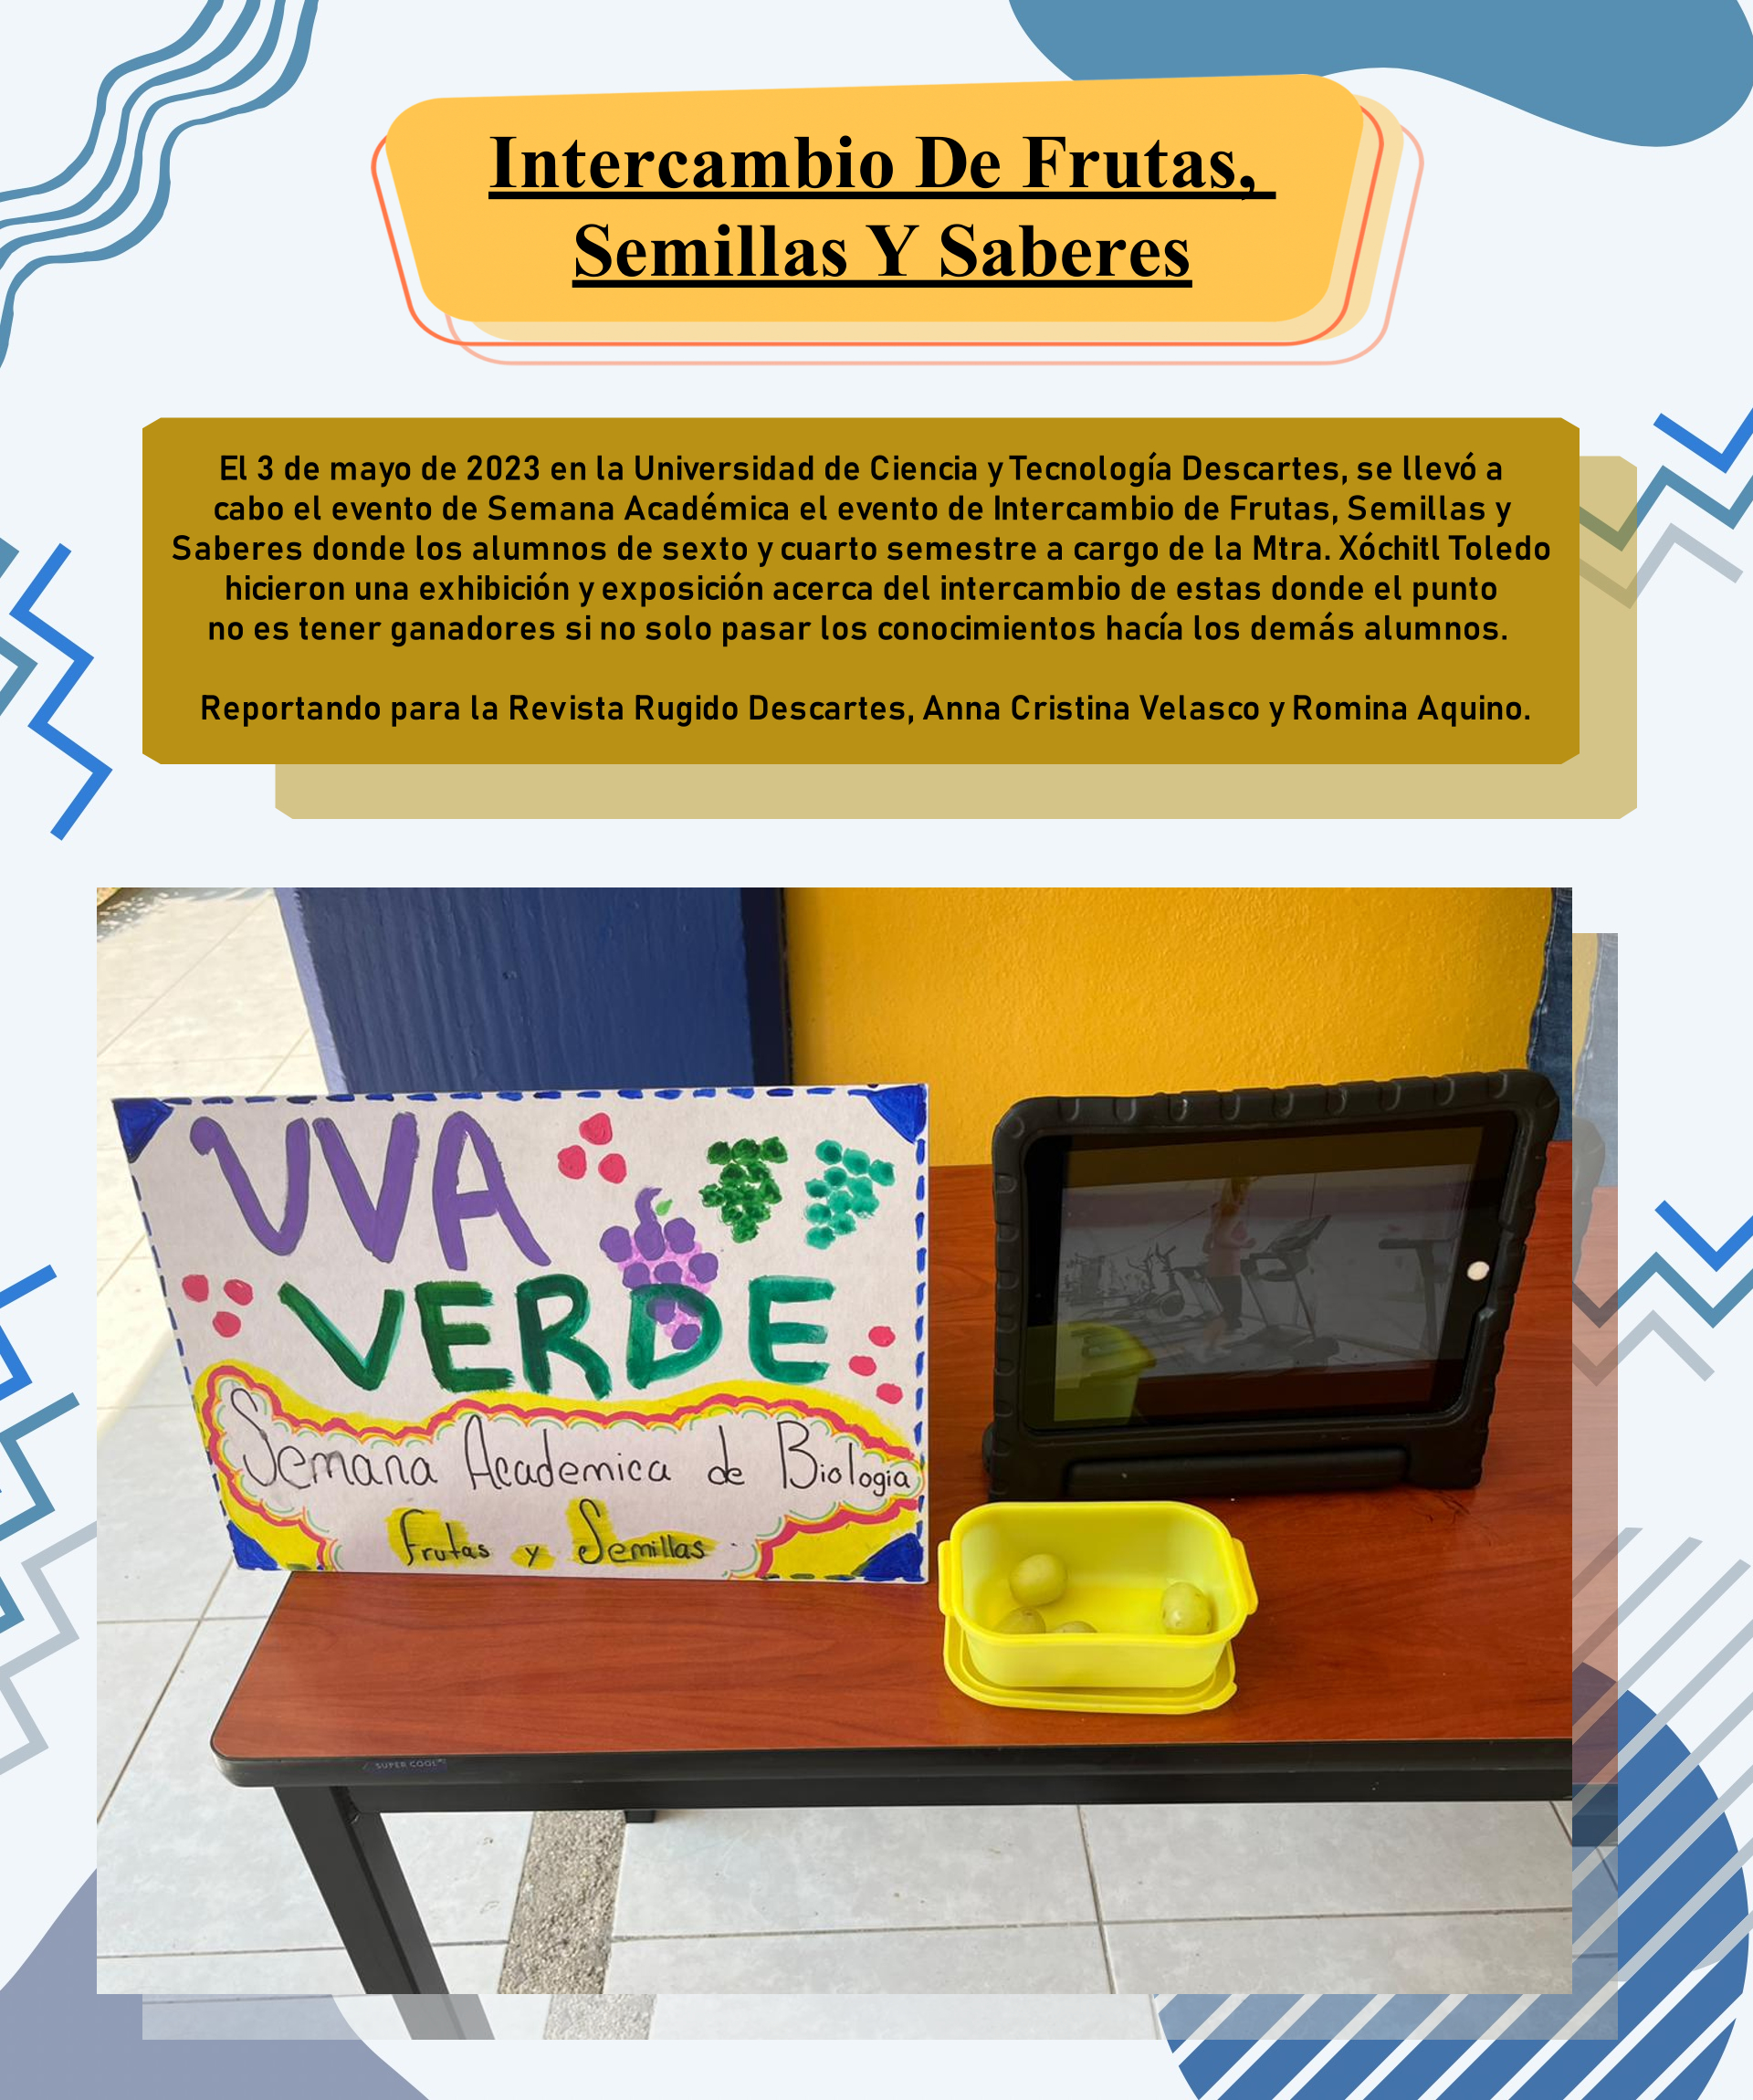 Intercambio De Frutas,
Semillas Y Saberes
El 3 de mayo de 2023 en la Universidad de Ciencia y Tecnología Descartes, se llevó a
cabo el evento de Semana Académica el evento de Intercambio de Frutas, Semillas y
Saberes donde los alumnos de sexto y cuarto semestre a cargo de la Mtra. Xóchitl Toledo
hicieron una exhibición y exposición acerca del intercambio de estas donde el punto
no es tener ganadores si no solo pasar los conocimientos hacía los demás alumnos.
Reportando para la Revista Rugido Descartes, Anna Cristina Velasco y Romina Aquino.
UVA
VERDE
Semana Academica de Biologia
Frutas y Semillas
SUPER COOL